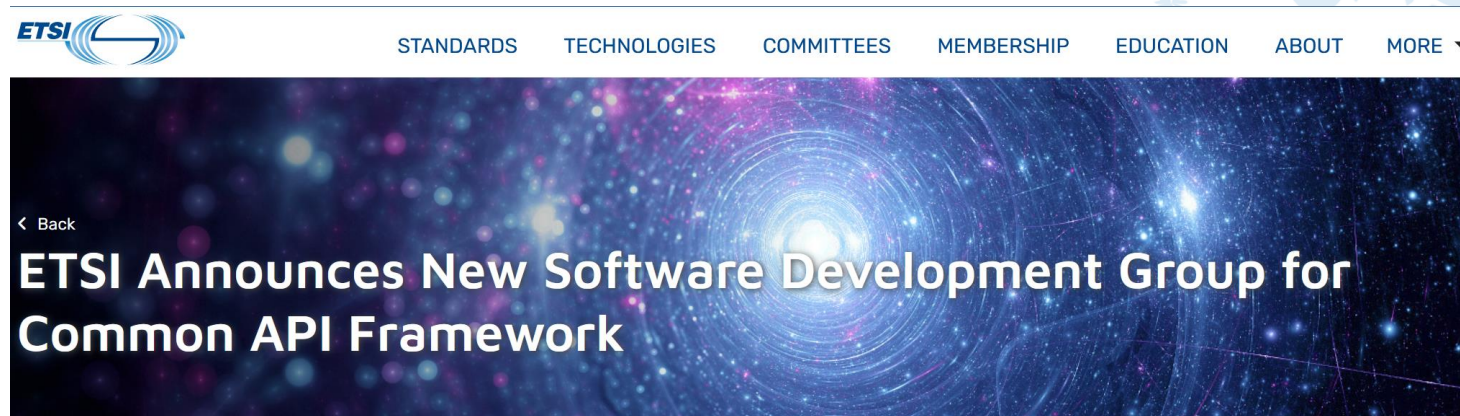 ETSI
STANDARDS TECHNOLOGIES COMMITTEES MEMBERSHIP EDUCATION ABOUT MORE
Back
ETSI Announces New Software Development Group for
Common API Framework